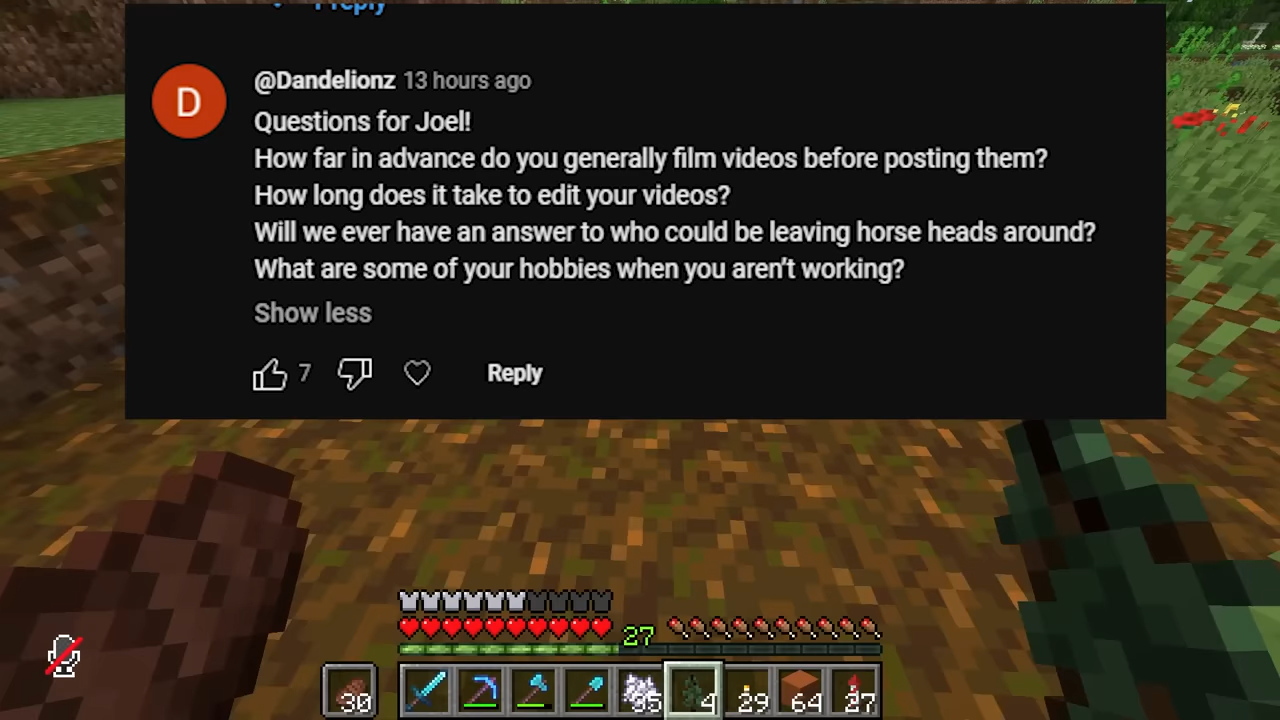 1 reply
@Dandelionz 13 hours ago
D
Questions for Joel!
How far in advance do you generally film videos before posting them?
How long does it take to edit your videos?
Will we ever have an answer to who could be leaving horse heads around?
What are some of your hobbies when you aren't working?
Show less
7 Reply
27
30 4 29 64 27